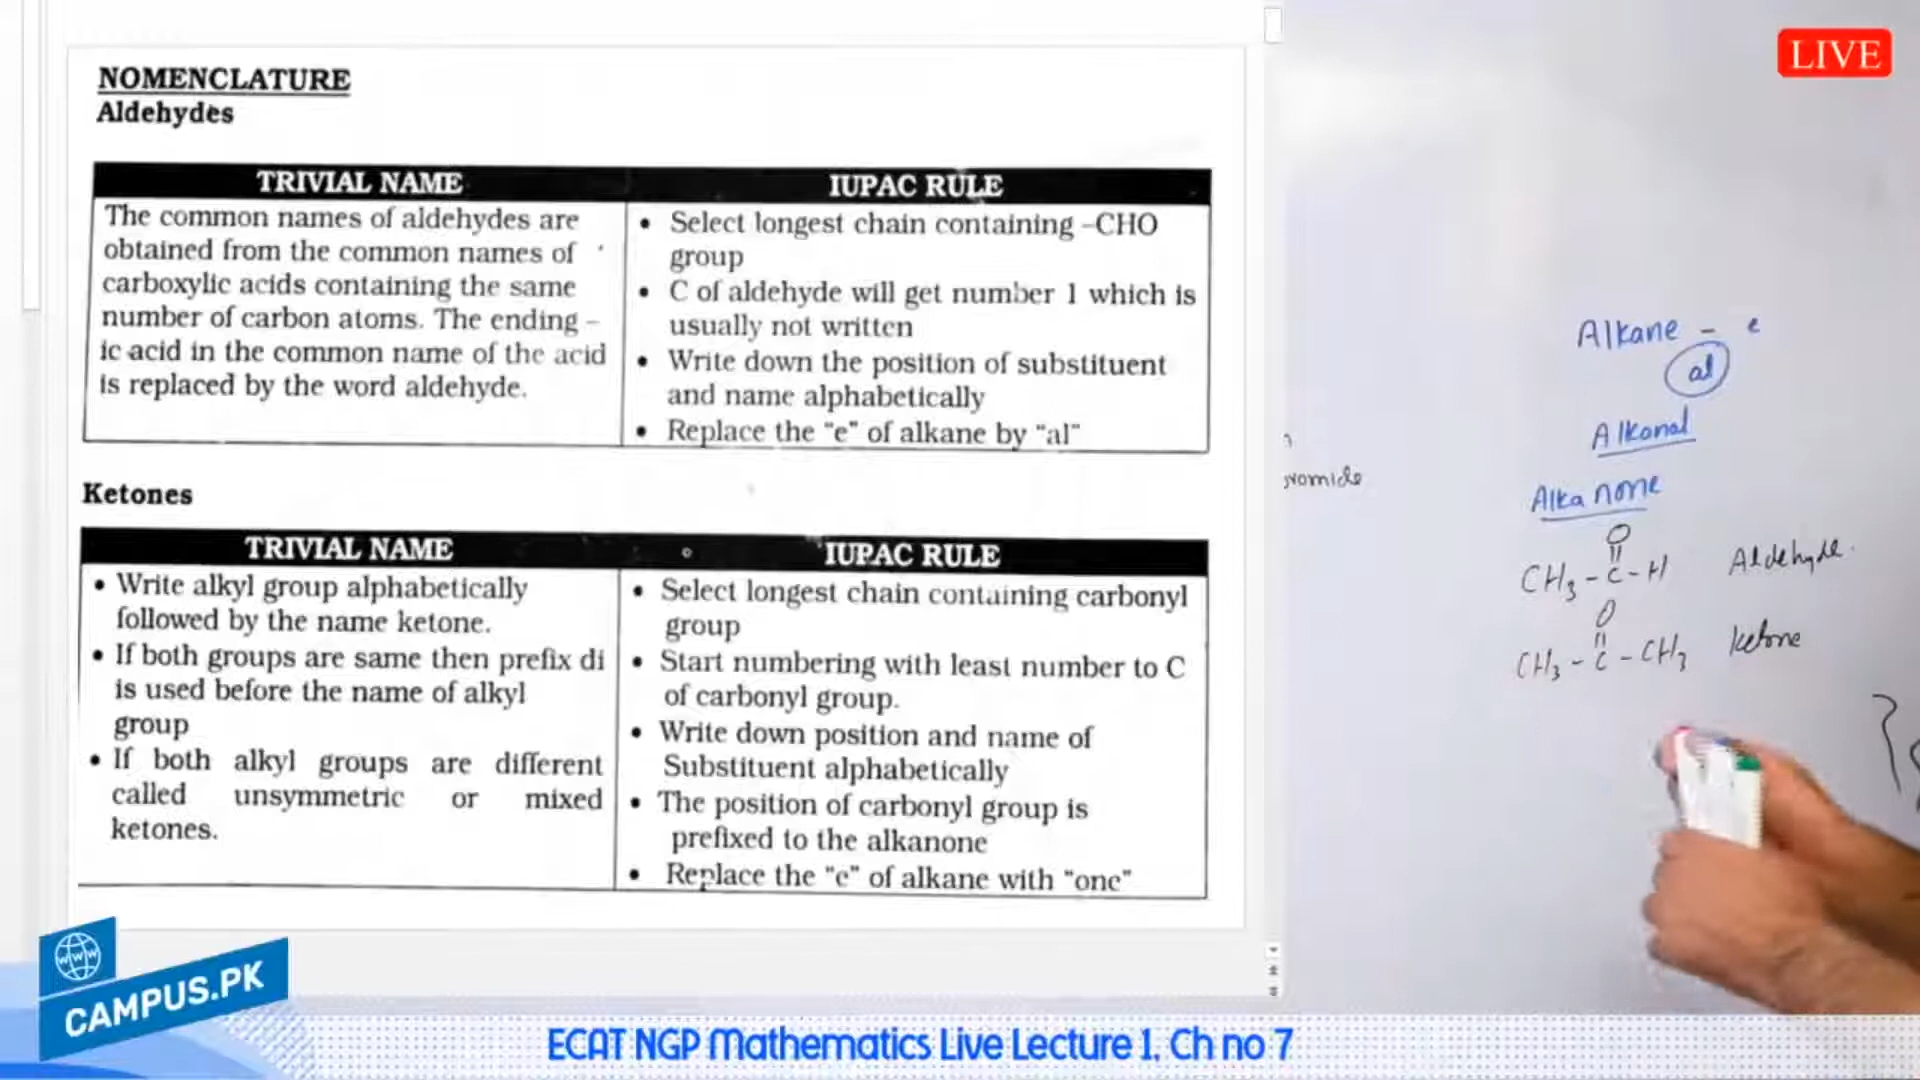 LIVE
NOMENCLATURE
Aldehydes
TRIVIAL NAME
The common names of aldehydes are
obtained from the common names of
carboxylic acids containing the same
number of carbon atoms. The ending –
ic acid in the common name of the acid
is replaced by the word aldehyde.
IUPAC RULE
• Select longest chain containing –CHO
group
• C of aldehyde will get number 1 which is
usually not written
• Write down the position of substituent
and name alphabetically
• Replace the "e" of alkane by "al"
Ketones
TRIVIAL NAME
• Write alkyl group alphabetically
followed by the name ketone.
• If both groups are same then prefix di
is used before the name of alkyl
group
• If both alkyl groups are different
called unsymmetric or mixed
ketones.
IUPAC RULE
• Select longest chain containing carbonyl
group
• Start numbering with least number to C
of carbonyl group.
• Write down position and name of
Substituent alphabetically
• The position of carbonyl group is
prefixed to the alkanone
• Replace the "e" of alkane with "one"
Alkane – e
al
Alkanal
Alkanone
O
CH3 – C – H Aldehyde.
O
CH3 – C – CH3 ketone
www
CAMPUS.PK
ECAT NGP Mathematics Live Lecture 1, Ch no 7